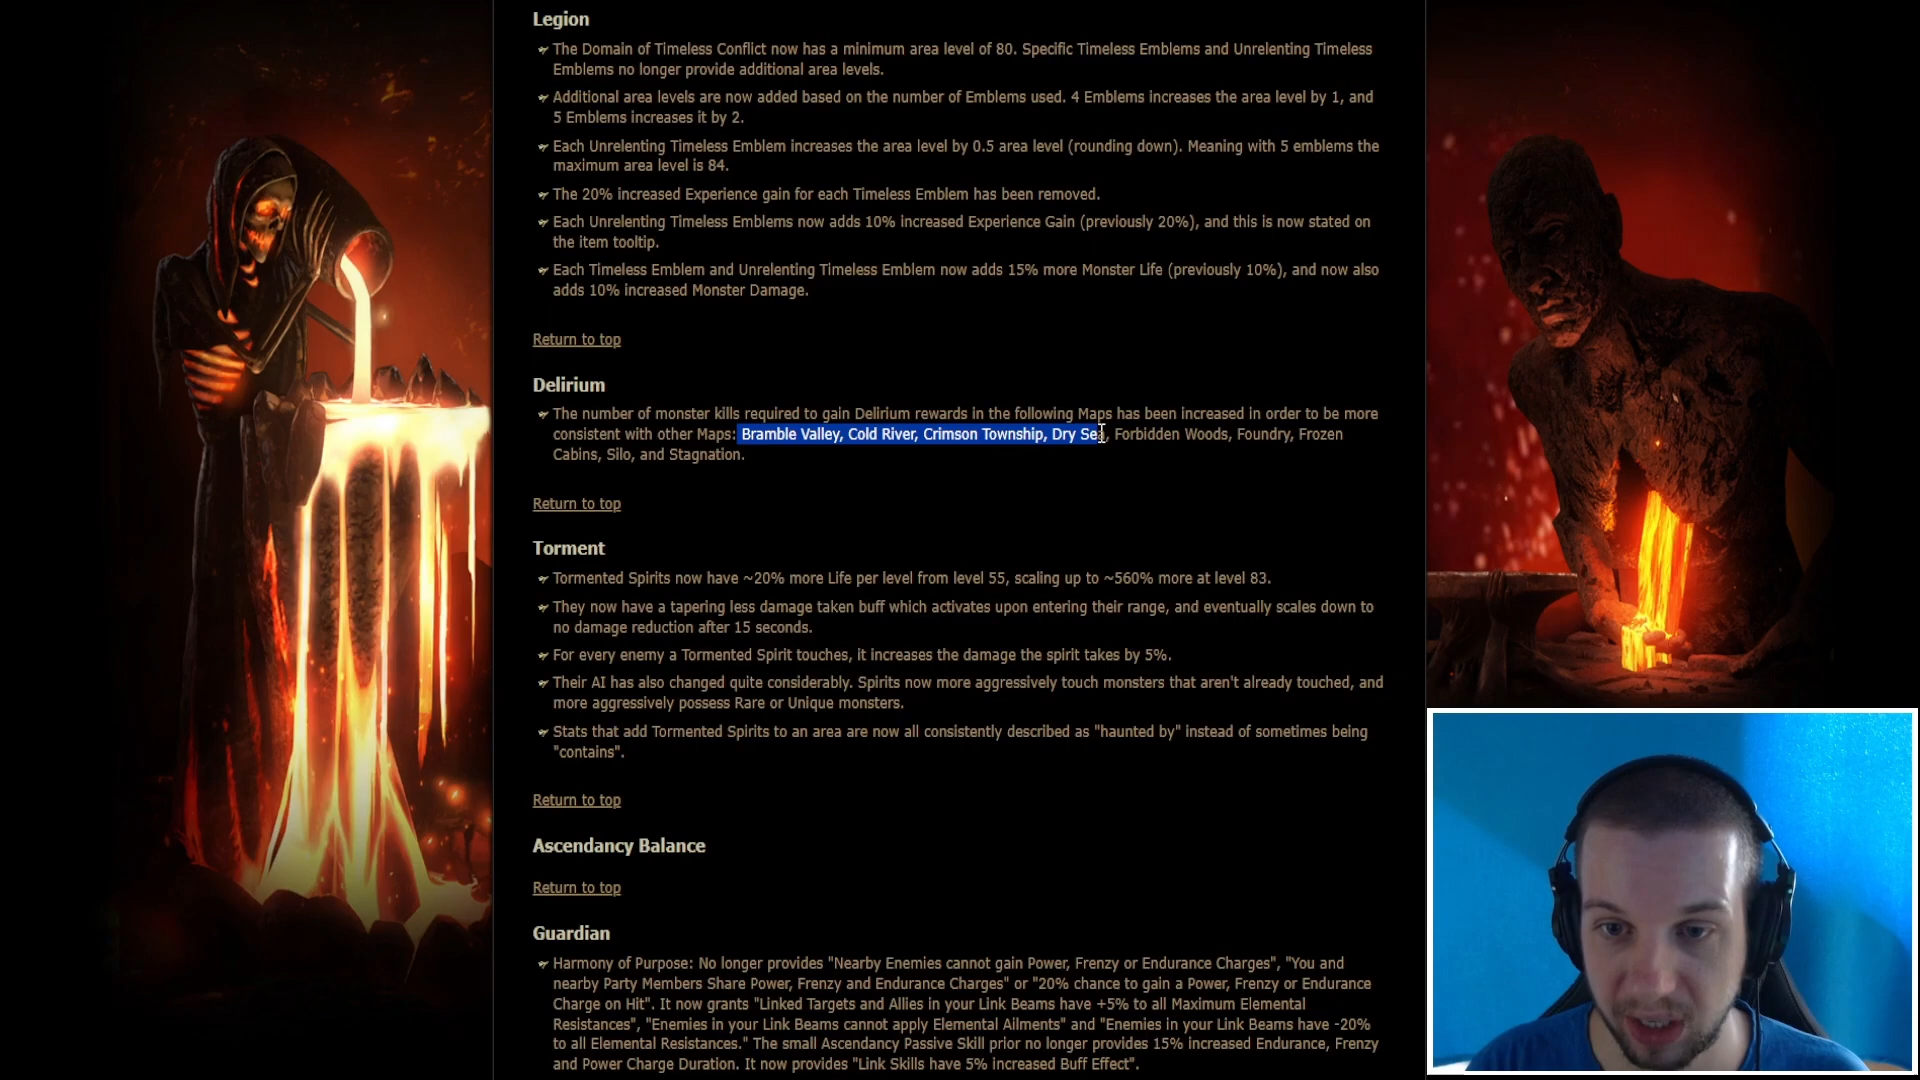 Legion
The Domain of Timeless Conflict now has a minimum area level of 80. Specific Timeless Emblems and Unrelenting Timeless
Emblems no longer provide additional area levels.
Additional area levels are now added based on the number of Emblems used. 4 Emblems increases the area level by 1, and
5 Emblems increases it by 2.
Each Unrelenting Timeless Emblem increases the area level by 0.5 area level (rounding down). Meaning with 5 emblems the
maximum area level is 84.
The 20% increased Experience gain for each Timeless Emblem has been removed.
Each Unrelenting Timeless Emblems now adds 10% increased Experience Gain (previously 20%), and this is now stated on
the item tooltip.
Each Timeless Emblem and Unrelenting Timeless Emblem now adds 15% more Monster Life (previously 10%), and now also
adds 10% increased Monster Damage.
Return to top
Delirium
The number of monster kills required to gain Delirium rewards in the following Maps has been increased in order to be more
consistent with other Maps: Bramble Valley, Cold River, Crimson Township, Dry Sea, Forbidden Woods, Foundry, Frozen
Cabins, Silo, and Stagnation.
Return to top
Torment
Tormented Spirits now have ~20% more Life per level from level 55, scaling up to ~560% more at level 83.
They now have a tapering less damage taken buff which activates upon entering their range, and eventually scales down to
no damage reduction after 15 seconds.
For every enemy a Tormented Spirit touches, it increases the damage the spirit takes by 5%.
Their AI has also changed quite considerably. Spirits now more aggressively touch monsters that aren't already touched, and
more aggressively possess Rare or Unique monsters.
Stats that add Tormented Spirits to an area are now all consistently described as "haunted by" instead of sometimes being
"contains".
Return to top
Ascendancy Balance
Return to top
Guardian
Harmony of Purpose: No longer provides "Nearby Enemies cannot gain Power, Frenzy or Endurance Charges", "You and
nearby Party Members Share Power, Frenzy and Endurance Charges" or "20% chance to gain a Power, Frenzy or Endurance
Charge on Hit". It now grants "Linked Targets and Allies in your Link Beams have +5% to all Maximum Elemental
Resistances", "Enemies in your Link Beams cannot apply Elemental Ailments" and "Enemies in your Link Beams have -20%
to all Elemental Resistances." The small Ascendancy Passive Skill prior no longer provides 15% increased Endurance, Frenzy
and Power Charge Duration. It now provides "Link Skills have 5% increased Buff Effect".